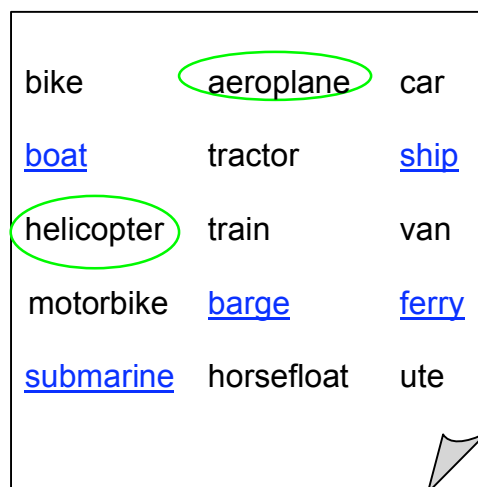 bike aeroplane car
boat tractor ship
helicopter train van
motorbike barge ferry
submarine horsefloat ute